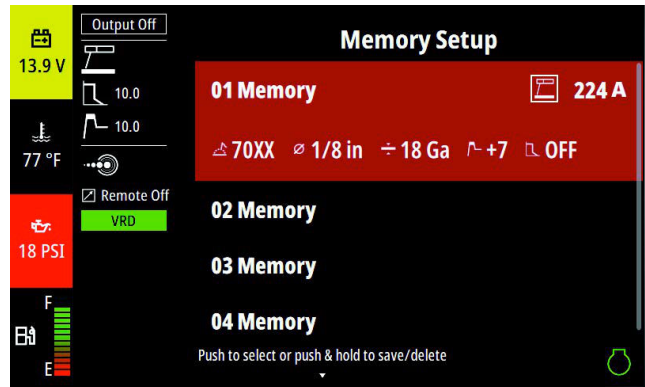 13.9 V
77 °F
18 PSI
F
E
Output Off
10.0
10.0
Remote Off
VRD
Memory Setup
01 Memory 224 A
70XX ⌀ 1/8 in ÷ 18 Ga +7 OFF
02 Memory
03 Memory
04 Memory
Push to select or push & hold to save/delete